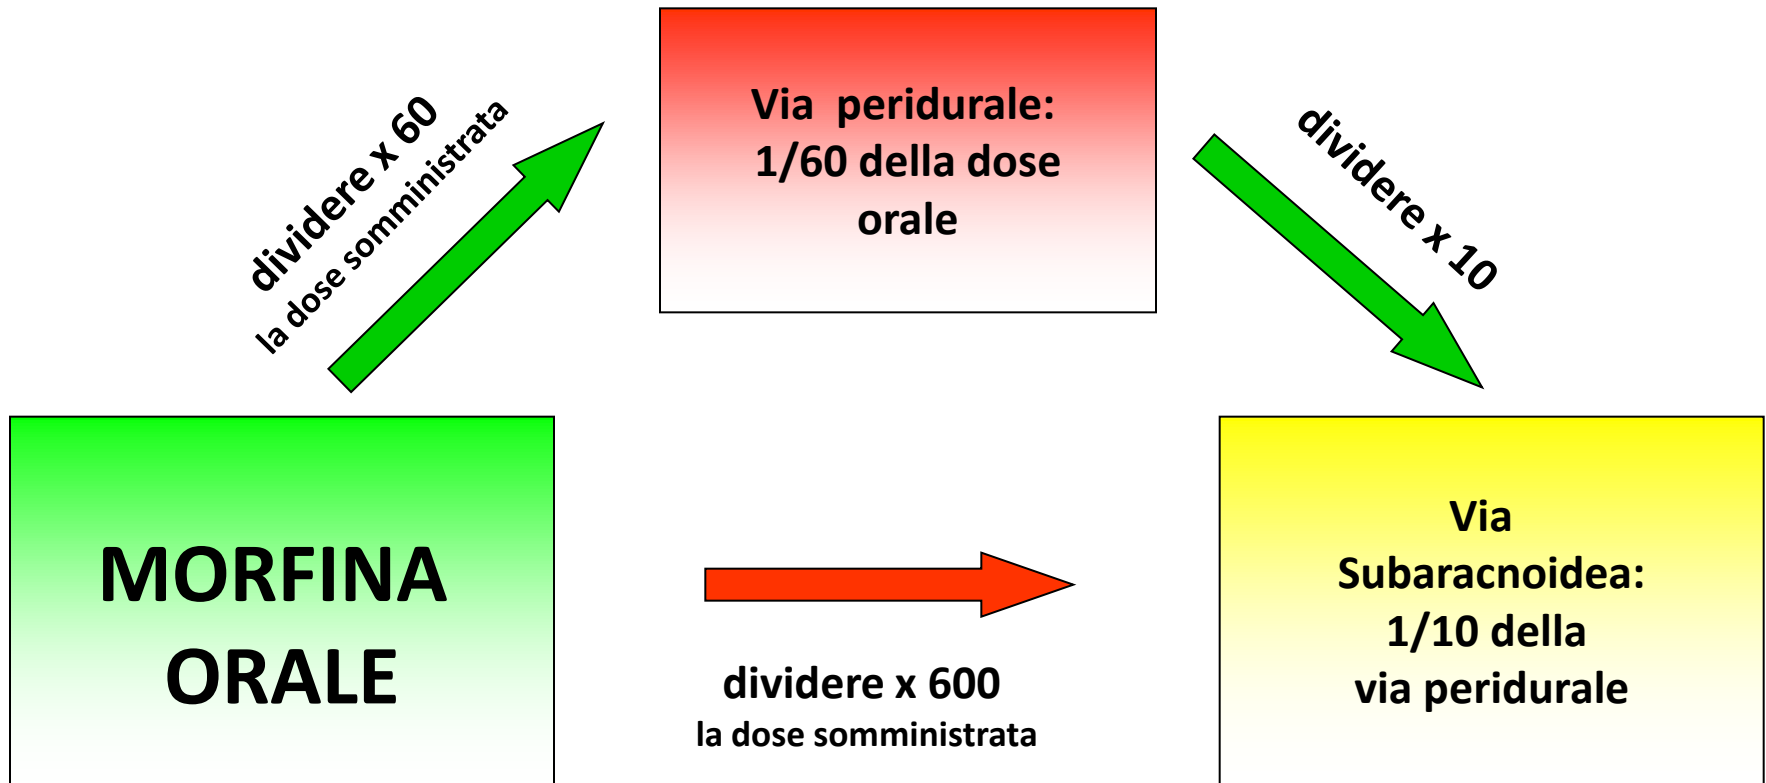 dividere x 60
la dose somministrata
Via peridurale:
1/60 della dose
orale
dividere x 10
MORFINA
ORALE
dividere x 600
la dose somministrata
Via
Subaracnoidea:
1/10 della
via peridurale